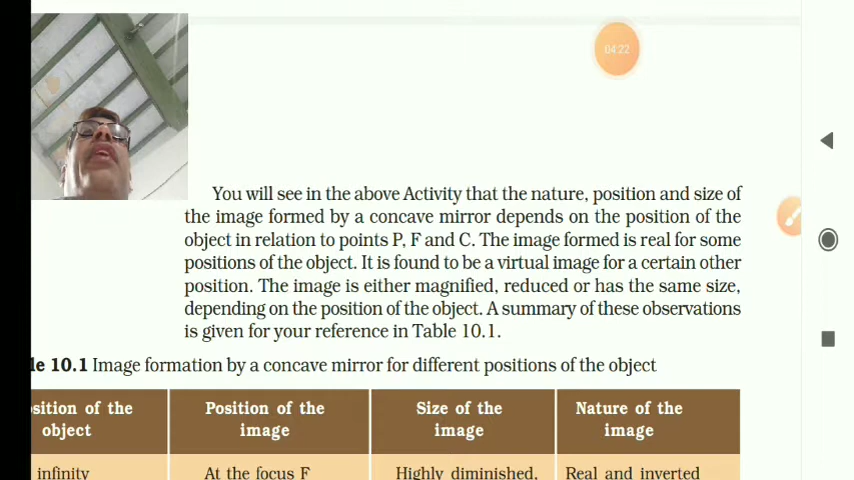 04:22
You will see in the above Activity that the nature, position and size of
the image formed by a concave mirror depends on the position of the
object in relation to points P, F and C. The image formed is real for some
positions of the object. It is found to be a virtual image for a certain other
position. The image is either magnified, reduced or has the same size,
depending on the position of the object. A summary of these observations
is given for your reference in Table 10.1.
le 10.1 Image formation by a concave mirror for different positions of the object
sition of the
object
Position of the
image
Size of the
image
Nature of the
image
infinity
At the focus F
Highly diminished,
Real and inverted